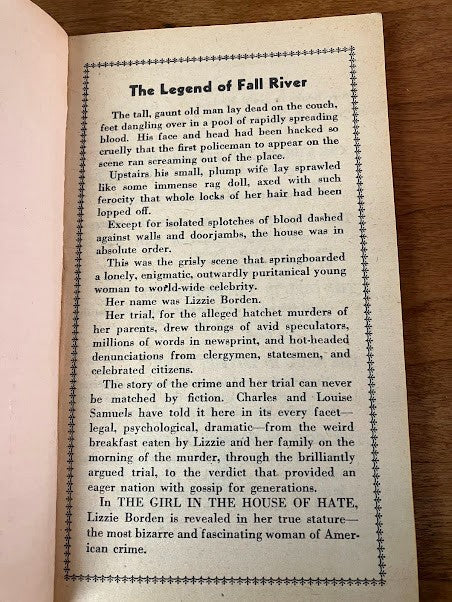 The Legend of Fall River
The tall, gaunt old man lay dead on the couch,
feet dangling over in a pool of rapidly spreading
blood. His face and head had been hacked so
cruelly that the first policeman to appear on the
scene ran screaming out of the place.
Upstairs his small, plump wife lay sprawled
like some immense rag doll, axed with such
ferocity that whole locks of her hair had been
lopped off.
Except for isolated splotches of blood dashed
against walls and doorjambs, the house was in
absolute order.
This was the grisly scene that springboarded
a lonely, enigmatic, outwardly puritanical young
woman to world-wide celebrity.
Her name was Lizzie Borden.
Her trial, for the alleged hatchet murders of
her parents, drew throngs of avid speculators,
millions of words in newsprint, and hot-headed
denunciations from clergymen, statesmen, and
celebrated citizens.
The story of the crime and her trial can never
be matched by fiction. Charles and Louise
Samuels have told it here in its every facet—
legal, psychological, dramatic—from the weird
breakfast eaten by Lizzie and her family on the
morning of the murder, through the brilliantly
argued trial, to the verdict that provided an
eager nation with gossip for generations.
In THE GIRL IN THE HOUSE OF HATE,
Lizzie Borden is revealed in her true stature—
the most bizarre and fascinating woman of Amer-
ican crime.